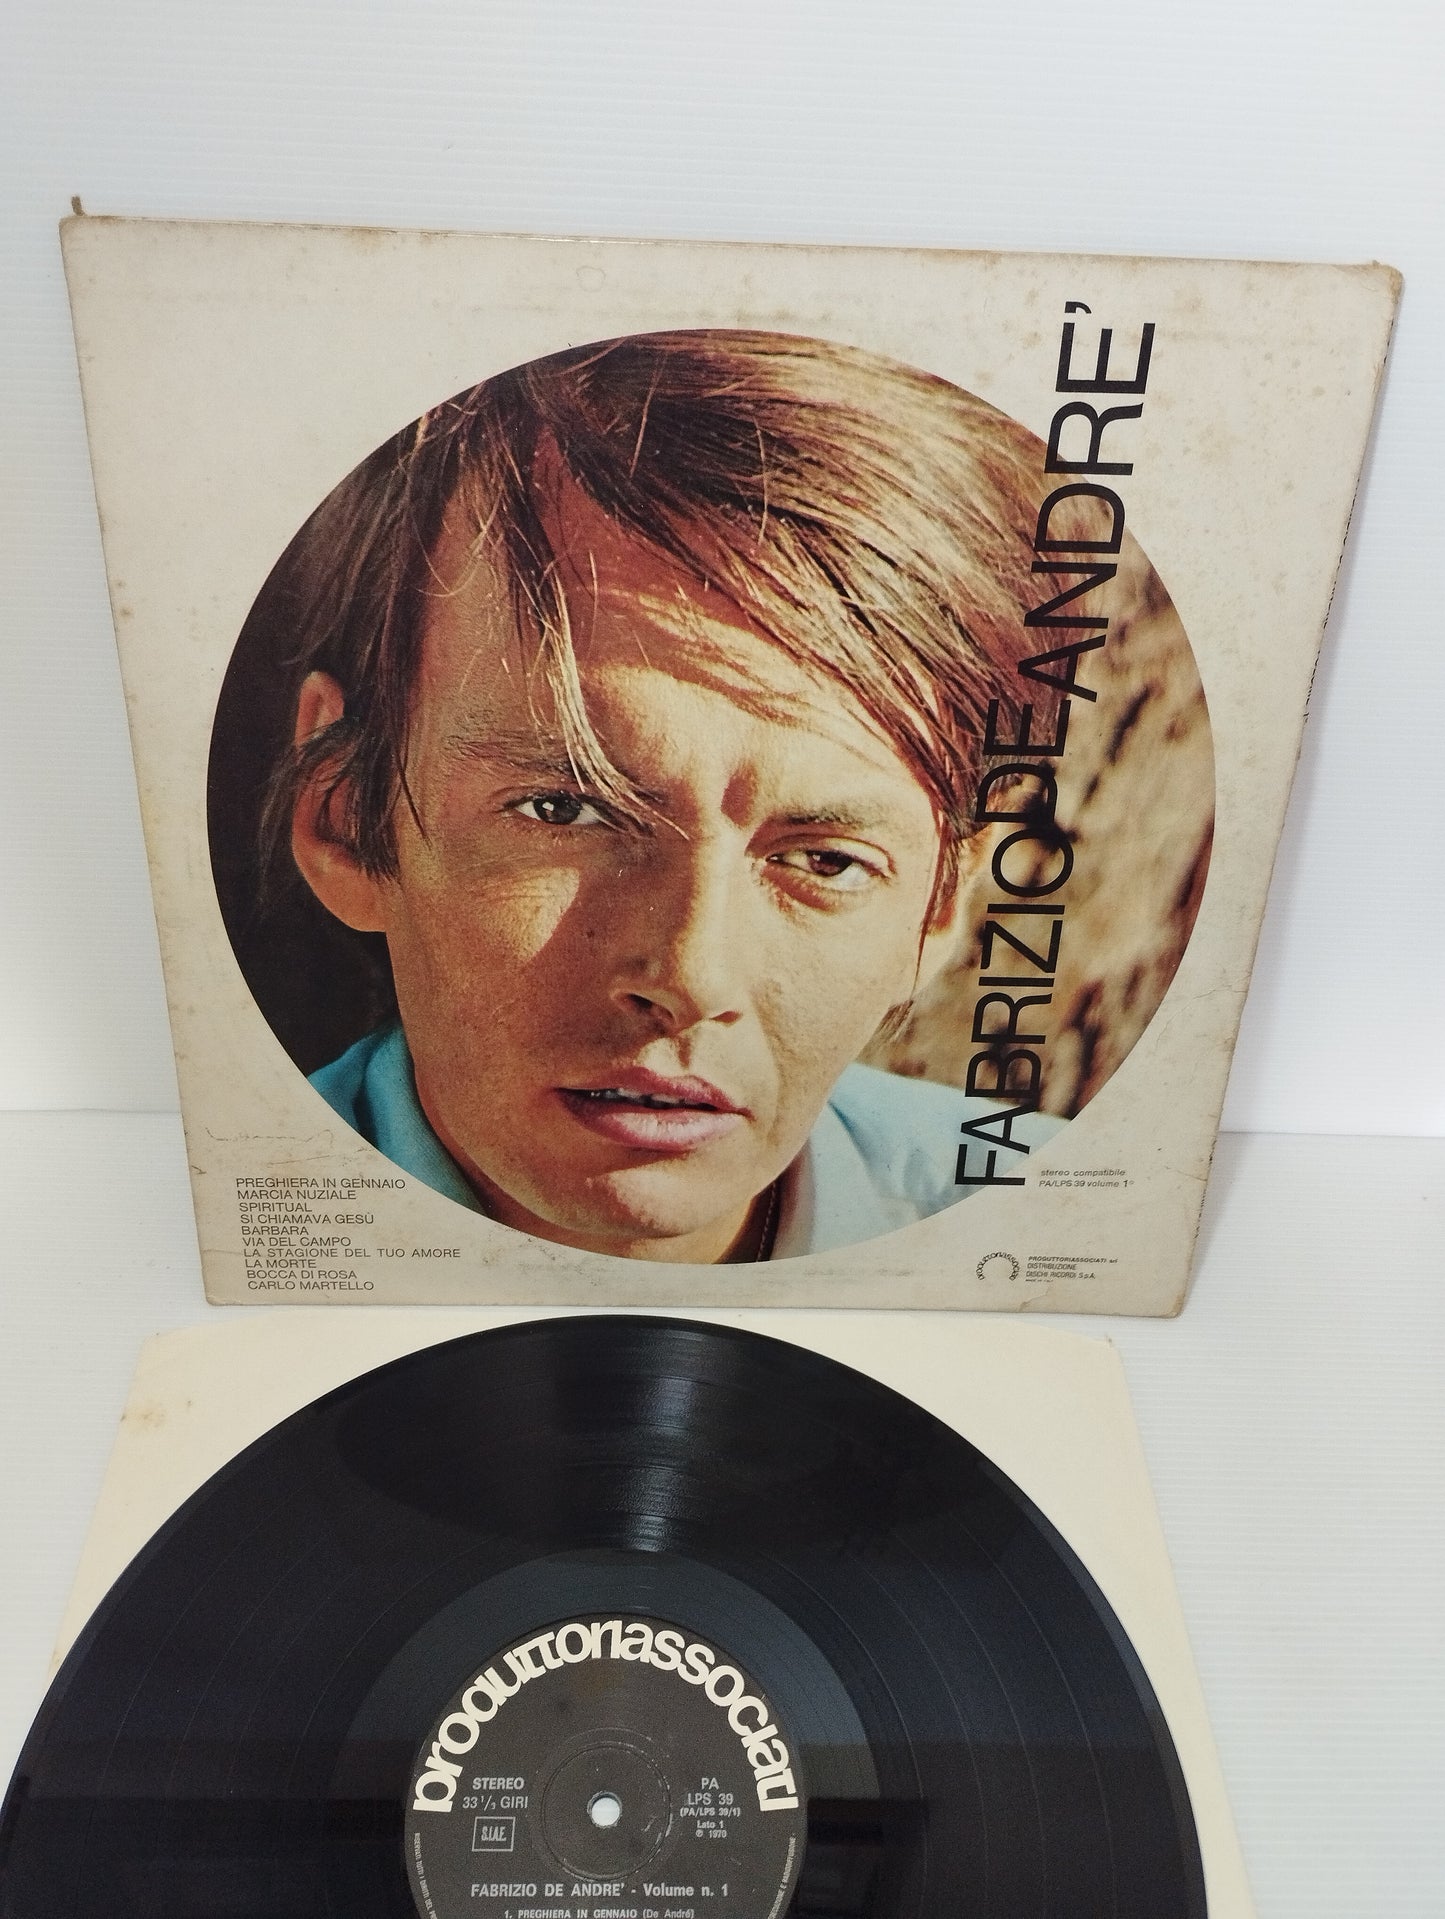 FABRIZIO DE ANDRE'
PREGHIERA IN GENNAIO
MARCIA NUZIALE
SPIRITUAL
SI CHIAMAVA GESÙ
BARBARA
VIA DEL CAMPO
LA STAGIONE DEL TUO AMORE
LA MORTE
BOCCA DI ROSA
CARLO MARTELLO
stereo compatibile
PA/LPS 39 volume 1°
produttoriassociati
PRODUTTORIASSOCIATI srl
DISTRIBUZIONE
DISCHI RICORDI S.p.A.
produttoriassociati
STEREO
33 1/3 GIRI
S.I.A.E.
PA
LPS 39
(PA/LPS 39/1)
Lato 1
℗ 1970
FABRIZIO DE ANDRE' - Volume n. 1
1. PREGHIERA IN GENNAIO (De André)